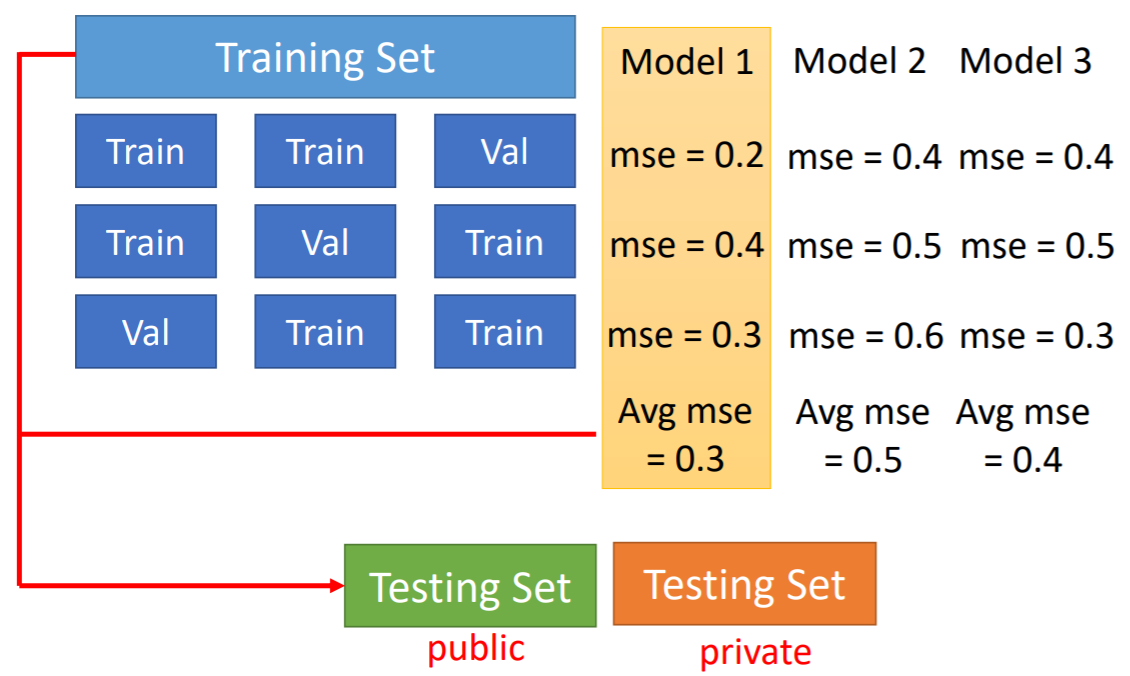 Training Set
Model 1 Model 2 Model 3
Train Train Val mse = 0.2 mse = 0.4 mse = 0.4
Train Val Train mse = 0.4 mse = 0.5 mse = 0.5
Val Train Train mse = 0.3 mse = 0.6 mse = 0.3
Avg mse Avg mse Avg mse
= 0.3 = 0.5 = 0.4
Testing Set Testing Set
public private